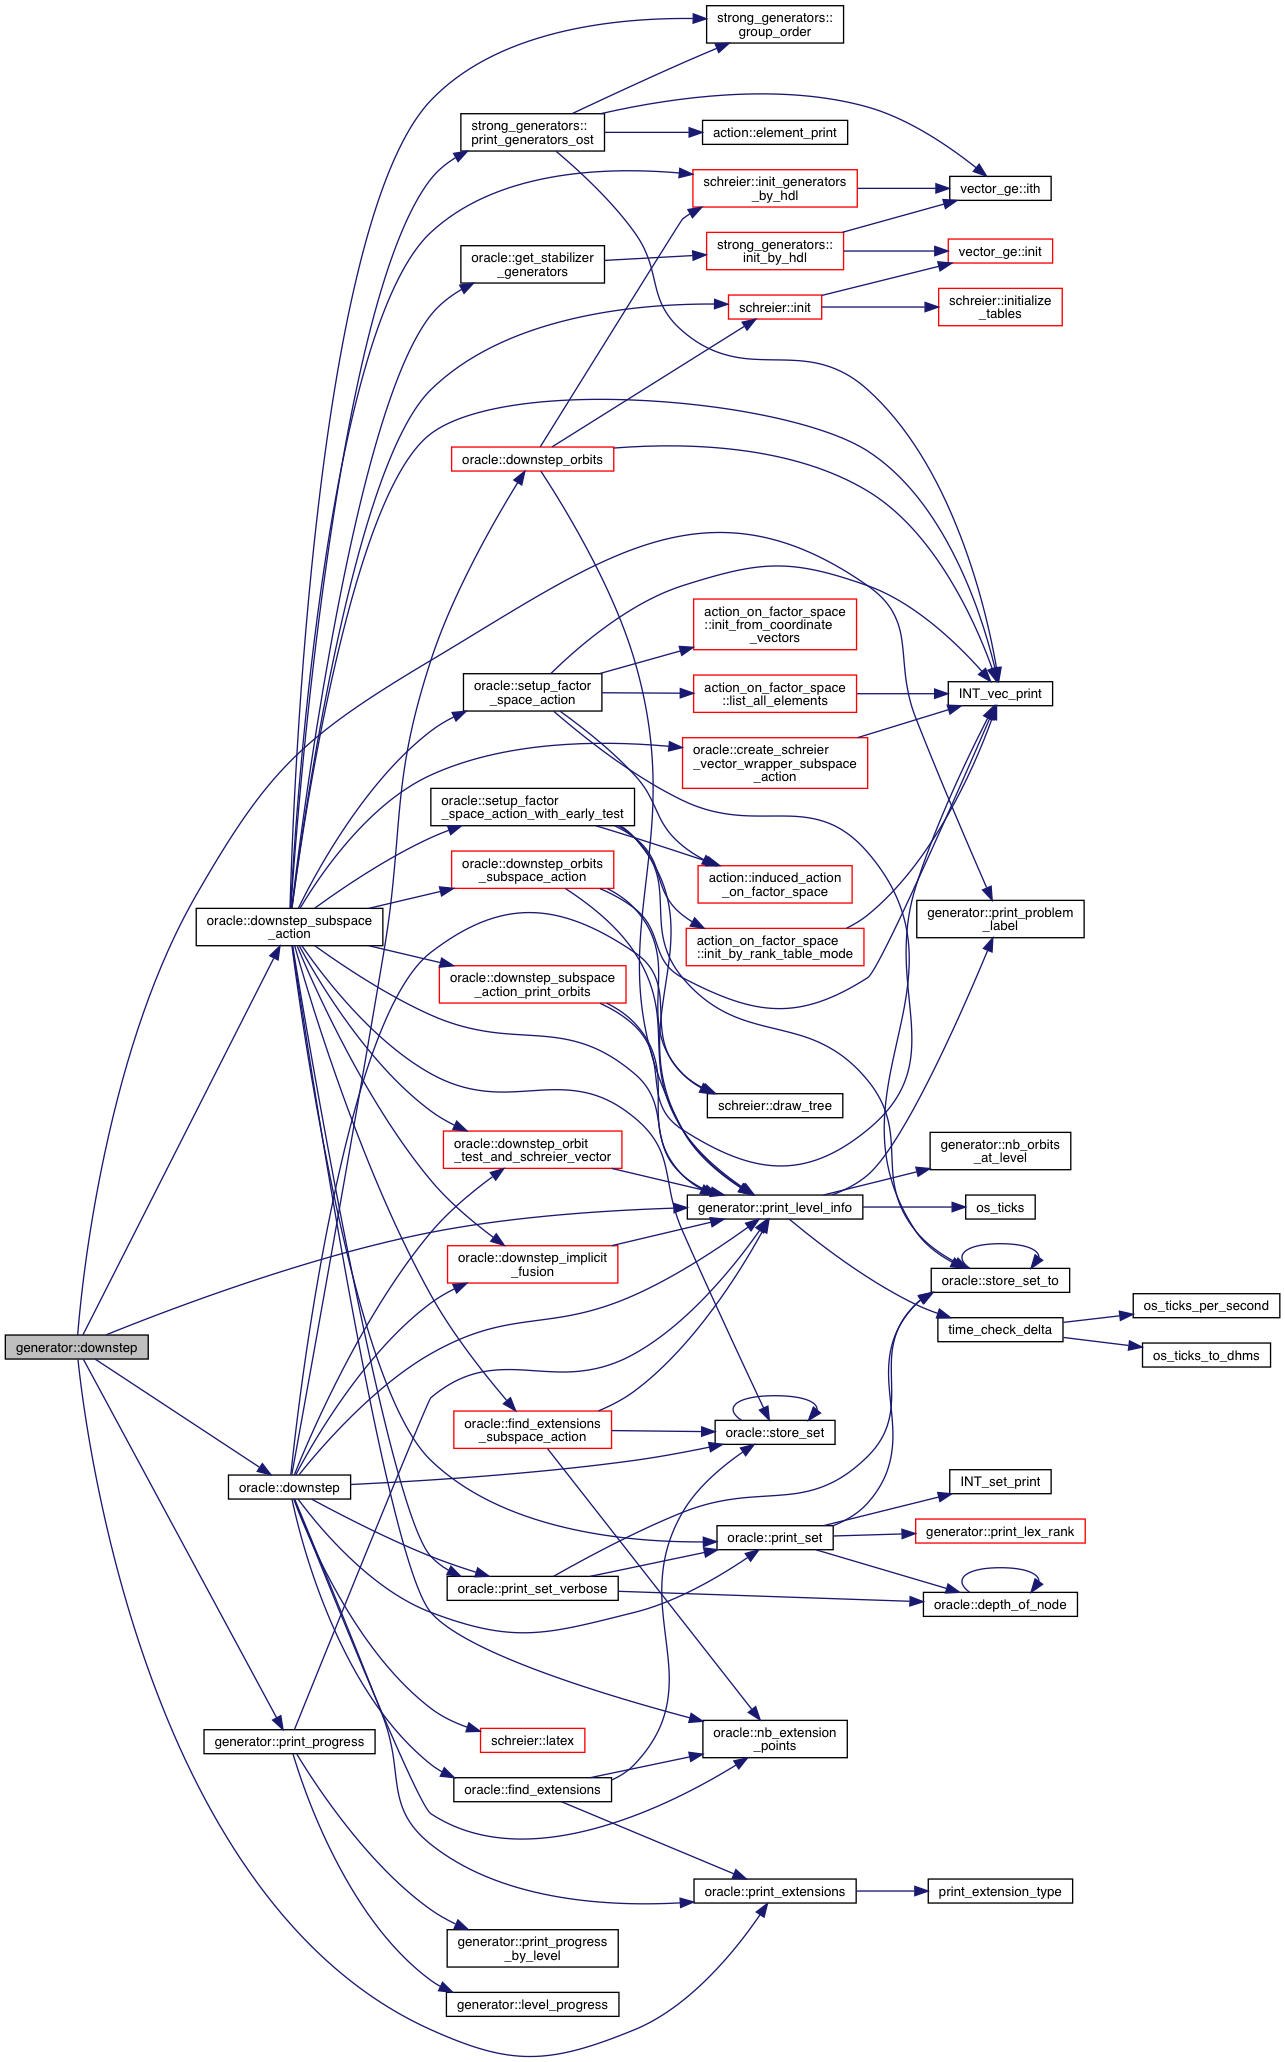 strong_generators::
group_order
strong_generators::
print_generators_ost
action::element_print
schreier::init_generators
_by_hdl
vector_ge::ith
oracle::get_stabilizer
_generators
strong_generators::
init_by_hdl
vector_ge::init
schreier::init
schreier::initialize
_tables
oracle::downstep_orbits
action_on_factor_space
::init_from_coordinate
_vectors
oracle::setup_factor
_space_action
action_on_factor_space
::list_all_elements
INT_vec_print
oracle::create_schreier
_vector_wrapper_subspace
_action
oracle::setup_factor
_space_action_with_early_test
oracle::downstep_orbits
_subspace_action
action::induced_action
_on_factor_space
oracle::downstep_subspace
_action
generator::print_problem
_label
action_on_factor_space
::init_by_rank_table_mode
oracle::downstep_subspace
_action_print_orbits
schreier::draw_tree
oracle::downstep_orbit
_test_and_schreier_vector
generator::nb_orbits
_at_level
generator::print_level_info
os_ticks
oracle::downstep_implicit
_fusion
oracle::store_set_to
os_ticks_per_second
time_check_delta
generator::downstep
os_ticks_to_dhms
oracle::find_extensions
_subspace_action
oracle::store_set
oracle::downstep
INT_set_print
oracle::print_set
generator::print_lex_rank
oracle::print_set_verbose
oracle::depth_of_node
generator::print_progress
schreier::latex
oracle::nb_extension
_points
oracle::find_extensions
oracle::print_extensions
print_extension_type
generator::print_progress
_by_level
generator::level_progress